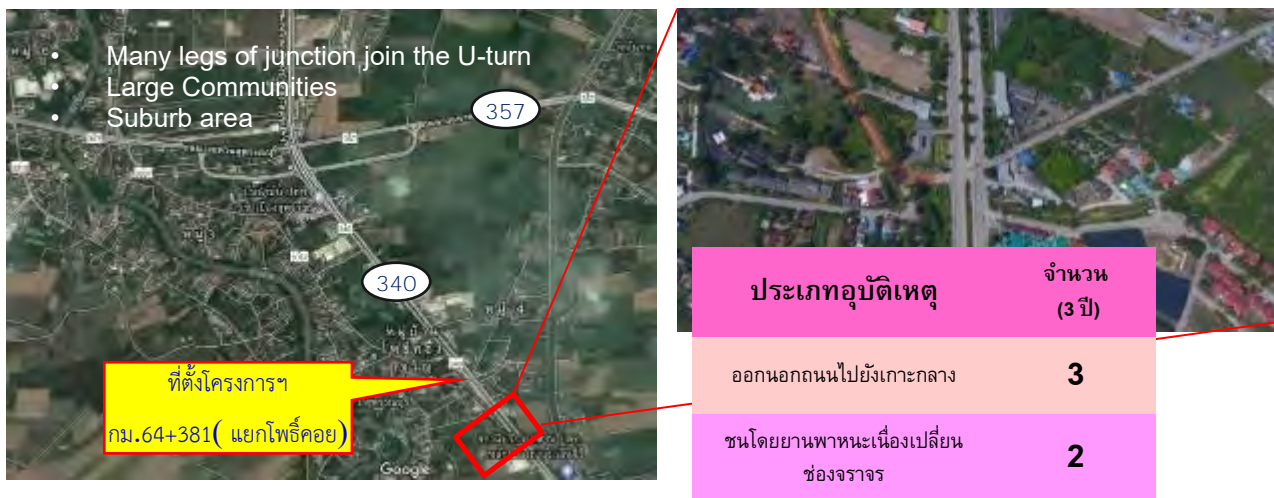 • Many legs of junction join the U-turn
• Large Communities
• Suburb area
357
340
ที่ตั้งโครงการฯ
กม.64+381( แยกโพธิ์คอย)
Google
ประเภทอุบัติเหตุ
จำนวน
(3 ปี)
ออกนอกถนนไปยังเกาะกลาง
3
ชนโดยยานพาหนะเนื่องเปลี่ยน
ช่องจราจร
2